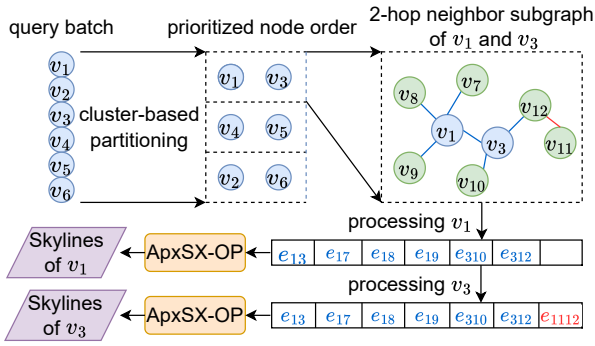 query batch
prioritized node order
2-hop neighbor subgraph
of v₁ and v₃
v₁
v₂
v₃
v₄
v₅
v₆
cluster-based
partitioning
v₁ v₃
v₄ v₅
v₂ v₆
v₈ v₇
v₁ v₁₂
v₃ v₁₁
v₉ v₁₀
processing v₁
Skylines
of v₁
ApxSX-OP
e₁₃ e₁₇ e₁₈ e₁₉ e₃₁₀ e₃₁₂
processing v₃
Skylines
of v₃
ApxSX-OP
e₁₃ e₁₇ e₁₈ e₁₉ e₃₁₀ e₃₁₂ e₁₁₁₂